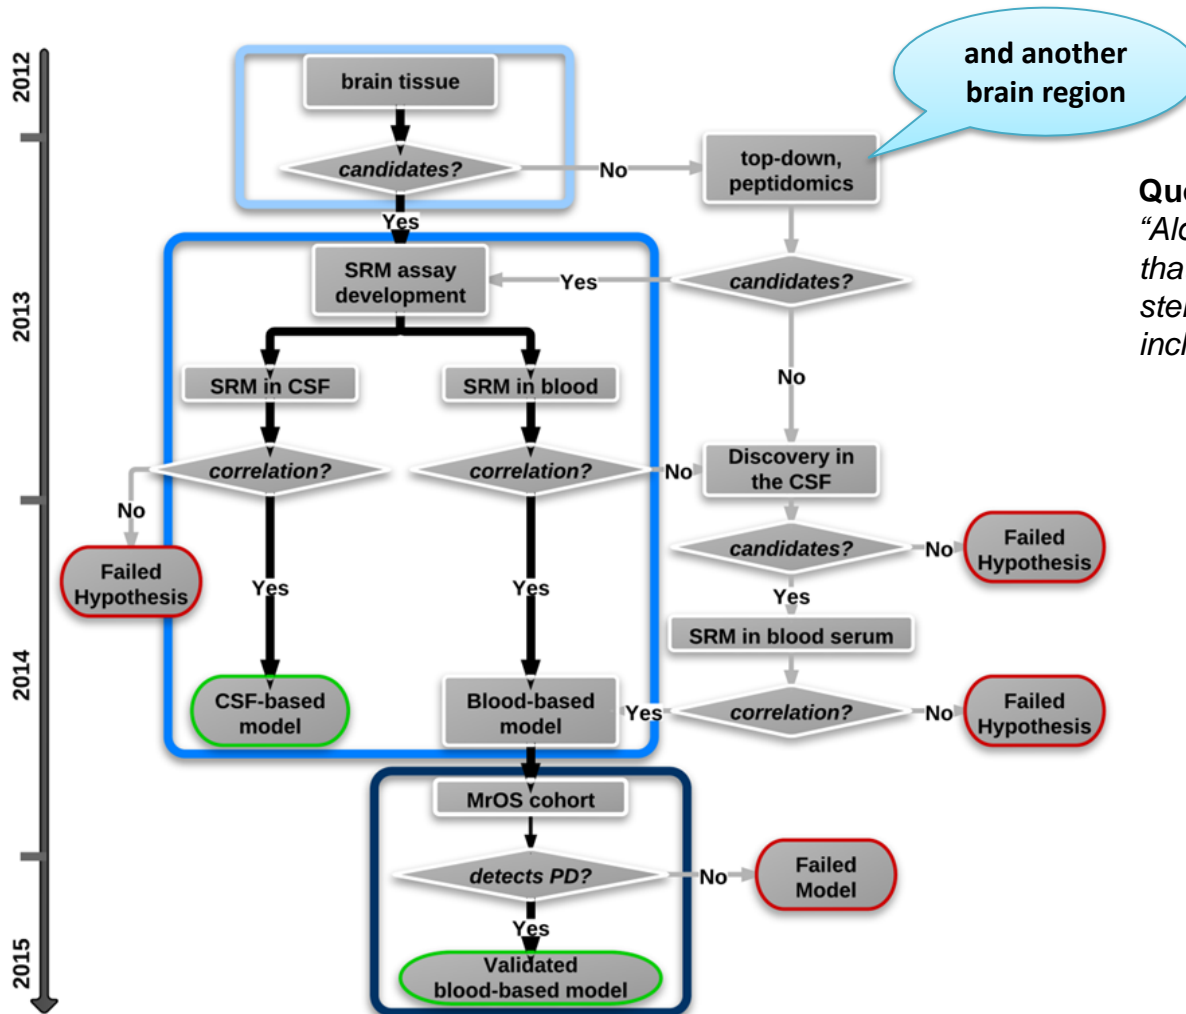 2012
2013
2014
2015
and another
brain region
brain tissue
candidates?
No
top-down,
peptidomics
Yes
SRM assay
development
Yes
candidates?
No
SRM in CSF
SRM in blood
correlation?
correlation?
No
Discovery in
the CSF
No
Failed
Hypothesis
candidates?
No
Failed
Hypothesis
Yes
Yes
Yes
SRM in blood serum
CSF-based
model
Blood-based
model
Yes
correlation?
No
Failed
Hypothesis
MrOS cohort
detects PD?
No
Failed
Model
Yes
Validated
blood-based model